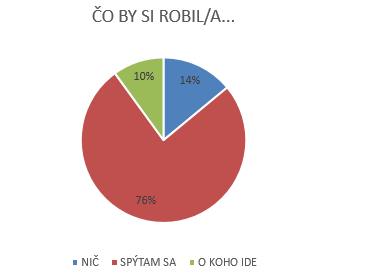 ČO BY SI ROBIL/A...
10%
14%
76%
NIČ SPÝTAM SA O KOHO IDE